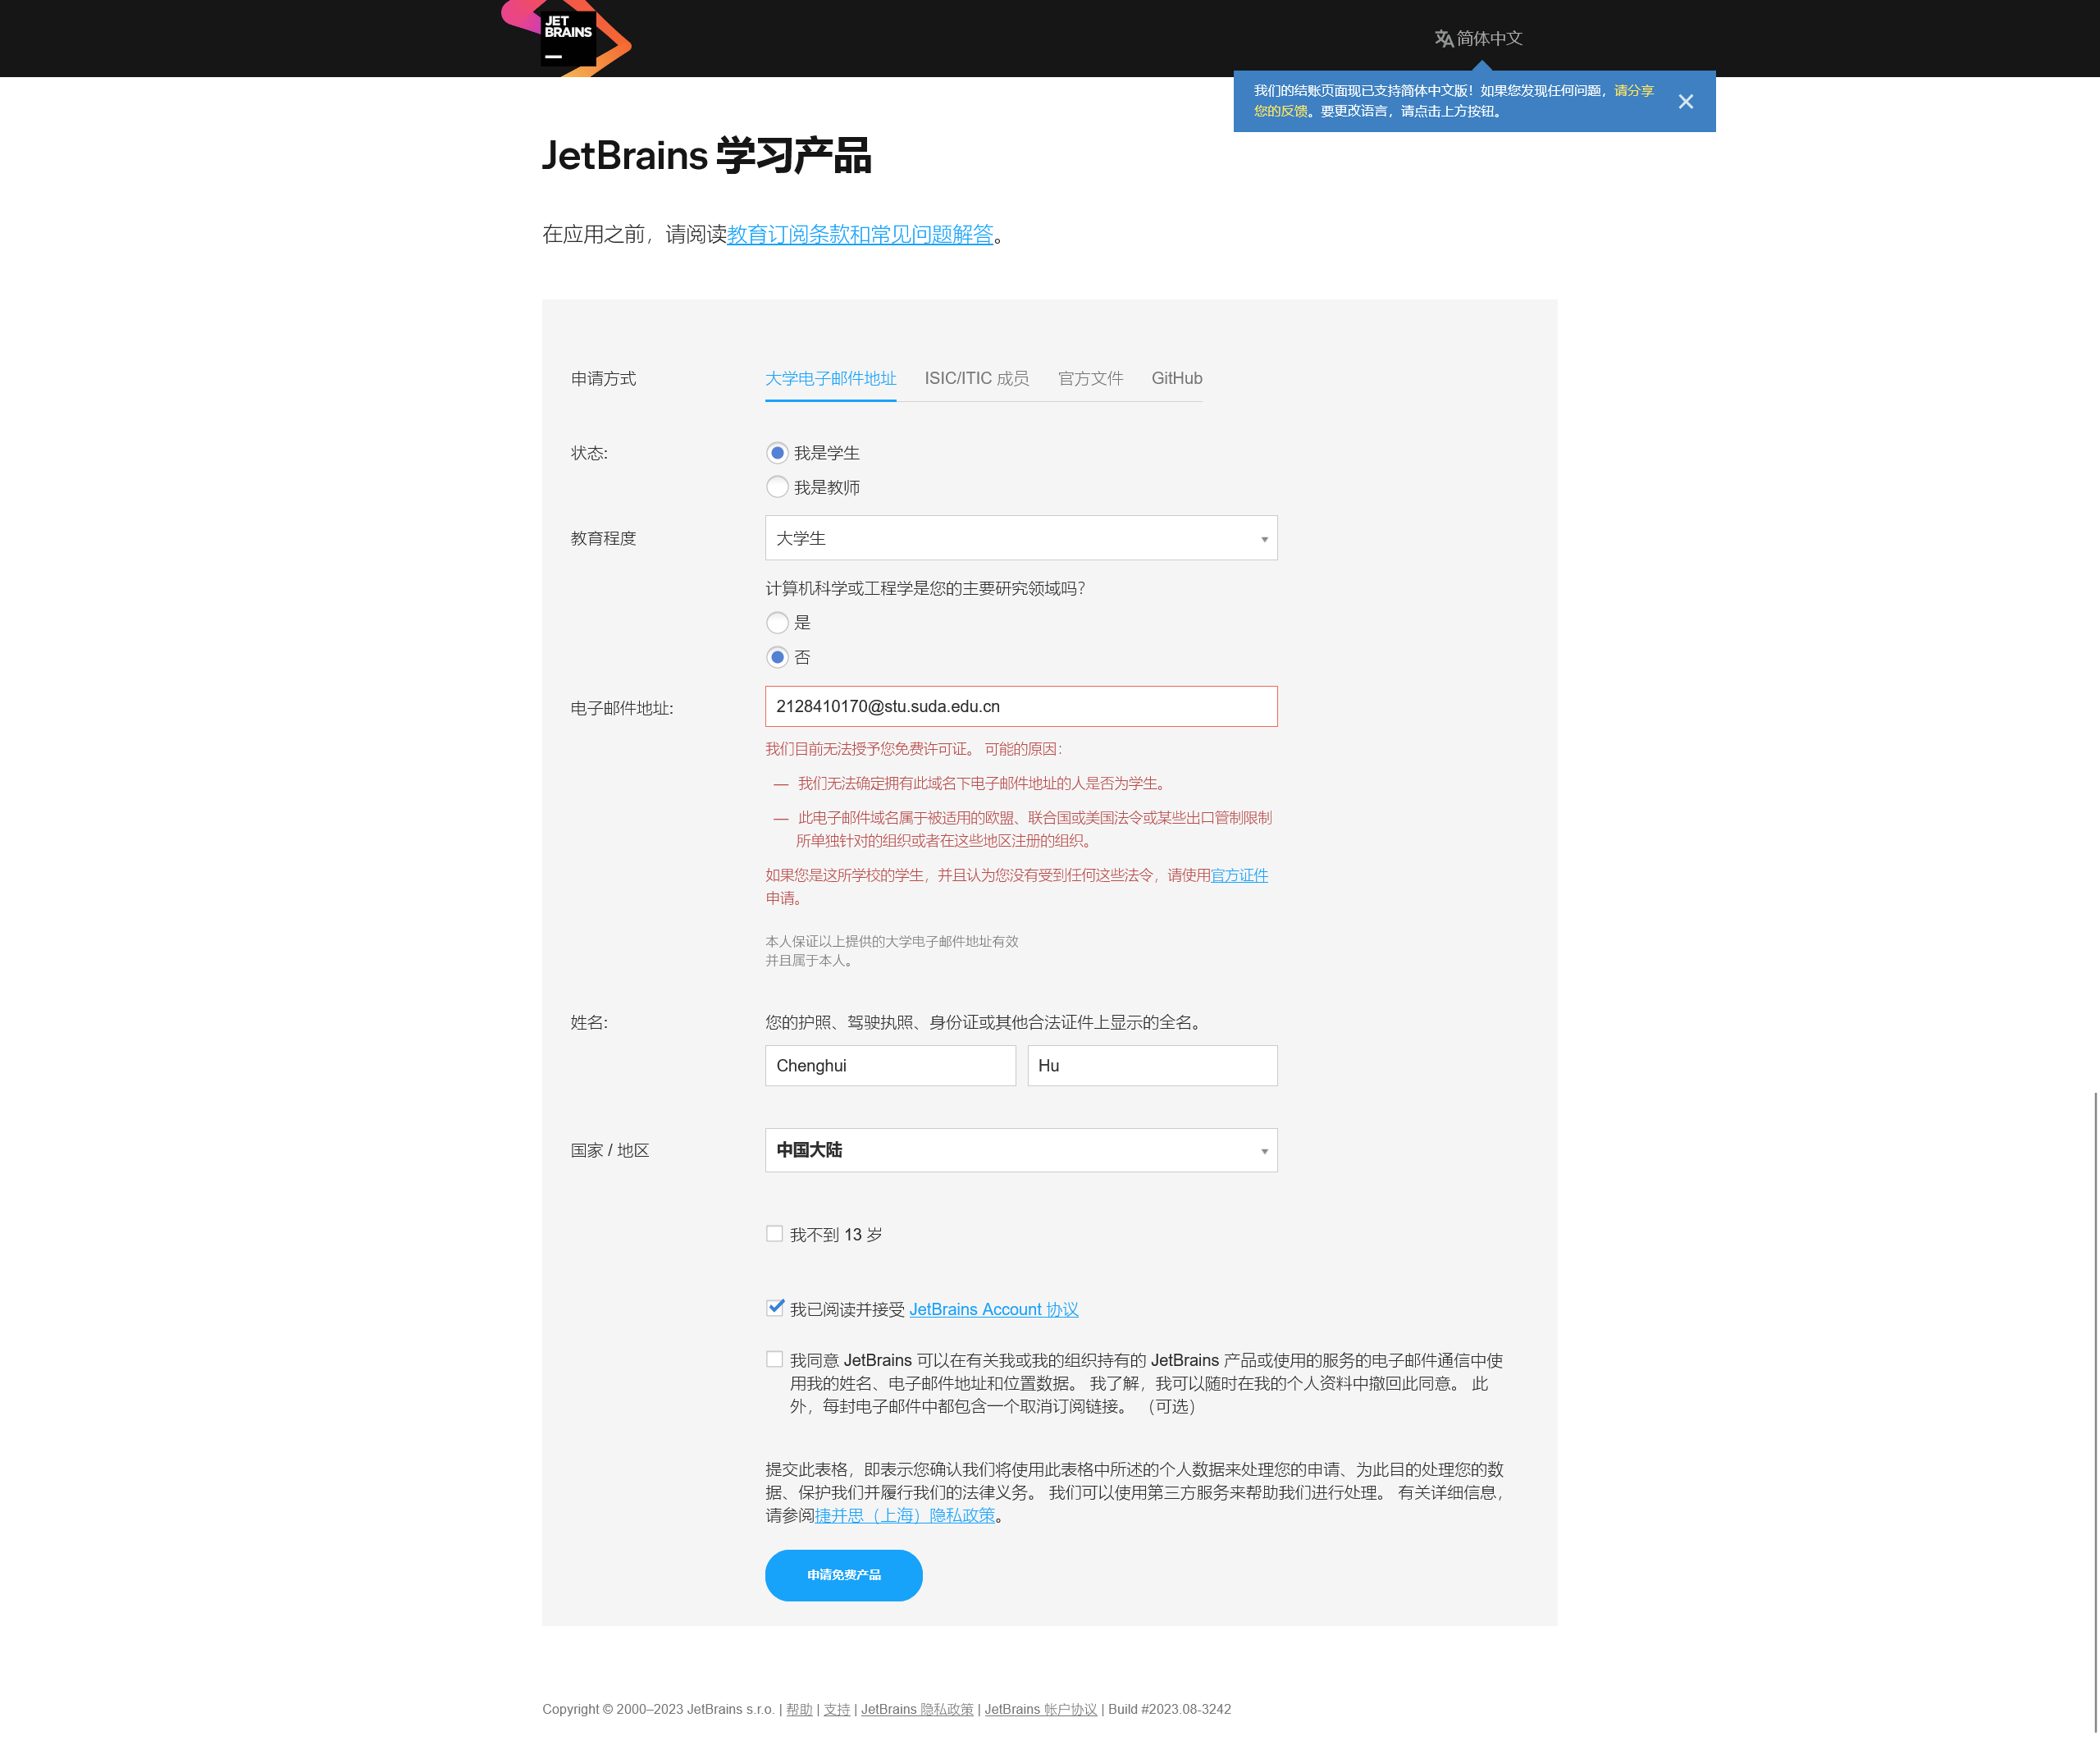 JET
BRAINS
简体中文
我们的结账页面现已支持简体中文版！如果您发现任何问题，请分享
您的反馈。要更改语言，请点击上方按钮。
JetBrains 学习产品
在应用之前，请阅读教育订阅条款和常见问题解答。
申请方式
大学电子邮件地址 ISIC/ITIC 成员 官方文件 GitHub
状态:
我是学生
我是教师
教育程度
大学生
计算机科学或工程学是您的主要研究领域吗？
是
否
电子邮件地址:
2128410170@stu.suda.edu.cn
我们目前无法授予您免费许可证。 可能的原因：
— 我们无法确定拥有此域名下电子邮件地址的人是否为学生。
— 此电子邮件域名属于被适用的欧盟、联合国或美国法令或某些出口管制限制
所单独针对的组织或者在这些地区注册的组织。
如果您是这所学校的学生，并且认为您没有受到任何这些法令，请使用官方证件
申请。
本人保证以上提供的大学电子邮件地址有效
并且属于本人。
姓名:
您的护照、驾驶执照、身份证或其他合法证件上显示的全名。
Chenghui Hu
国家 / 地区
中国大陆
我不到 13 岁
我已阅读并接受 JetBrains Account 协议
我同意 JetBrains 可以在有关我或我的组织持有的 JetBrains 产品或使用的服务的电子邮件通信中使
用我的姓名、电子邮件地址和位置数据。 我了解，我可以随时在我的个人资料中撤回此同意。 此
外，每封电子邮件中都包含一个取消订阅链接。 （可选）
提交此表格，即表示您确认我们将使用此表格中所述的个人数据来处理您的申请、为此目的处理您的数
据、保护我们并履行我们的法律义务。 我们可以使用第三方服务来帮助我们进行处理。 有关详细信息，
请参阅捷并思（上海）隐私政策。
申请免费产品
Copyright © 2000–2023 JetBrains s.r.o. | 帮助 | 支持 | JetBrains 隐私政策 | JetBrains 帐户协议 | Build #2023.08-3242